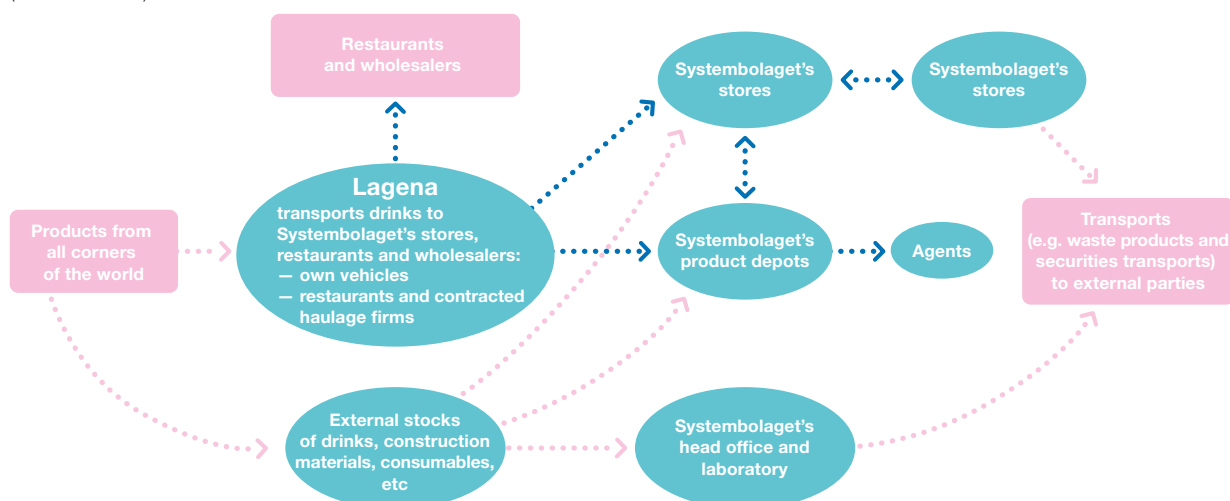 Restaurants
and wholesalers
Systembolaget's
stores
Systembolaget's
stores
Lagena
transports drinks to
Systembolaget's stores,
restaurants and wholesalers:
— own vehicles
— restaurants and contracted
haulage firms
Products from
all corners
of the world
Systembolaget's
product depots
Agents
Transports
(e.g. waste products and
securities transports)
to external parties
External stocks
of drinks, construction
materials, consumables,
etc
Systembolaget's
head office and
laboratory